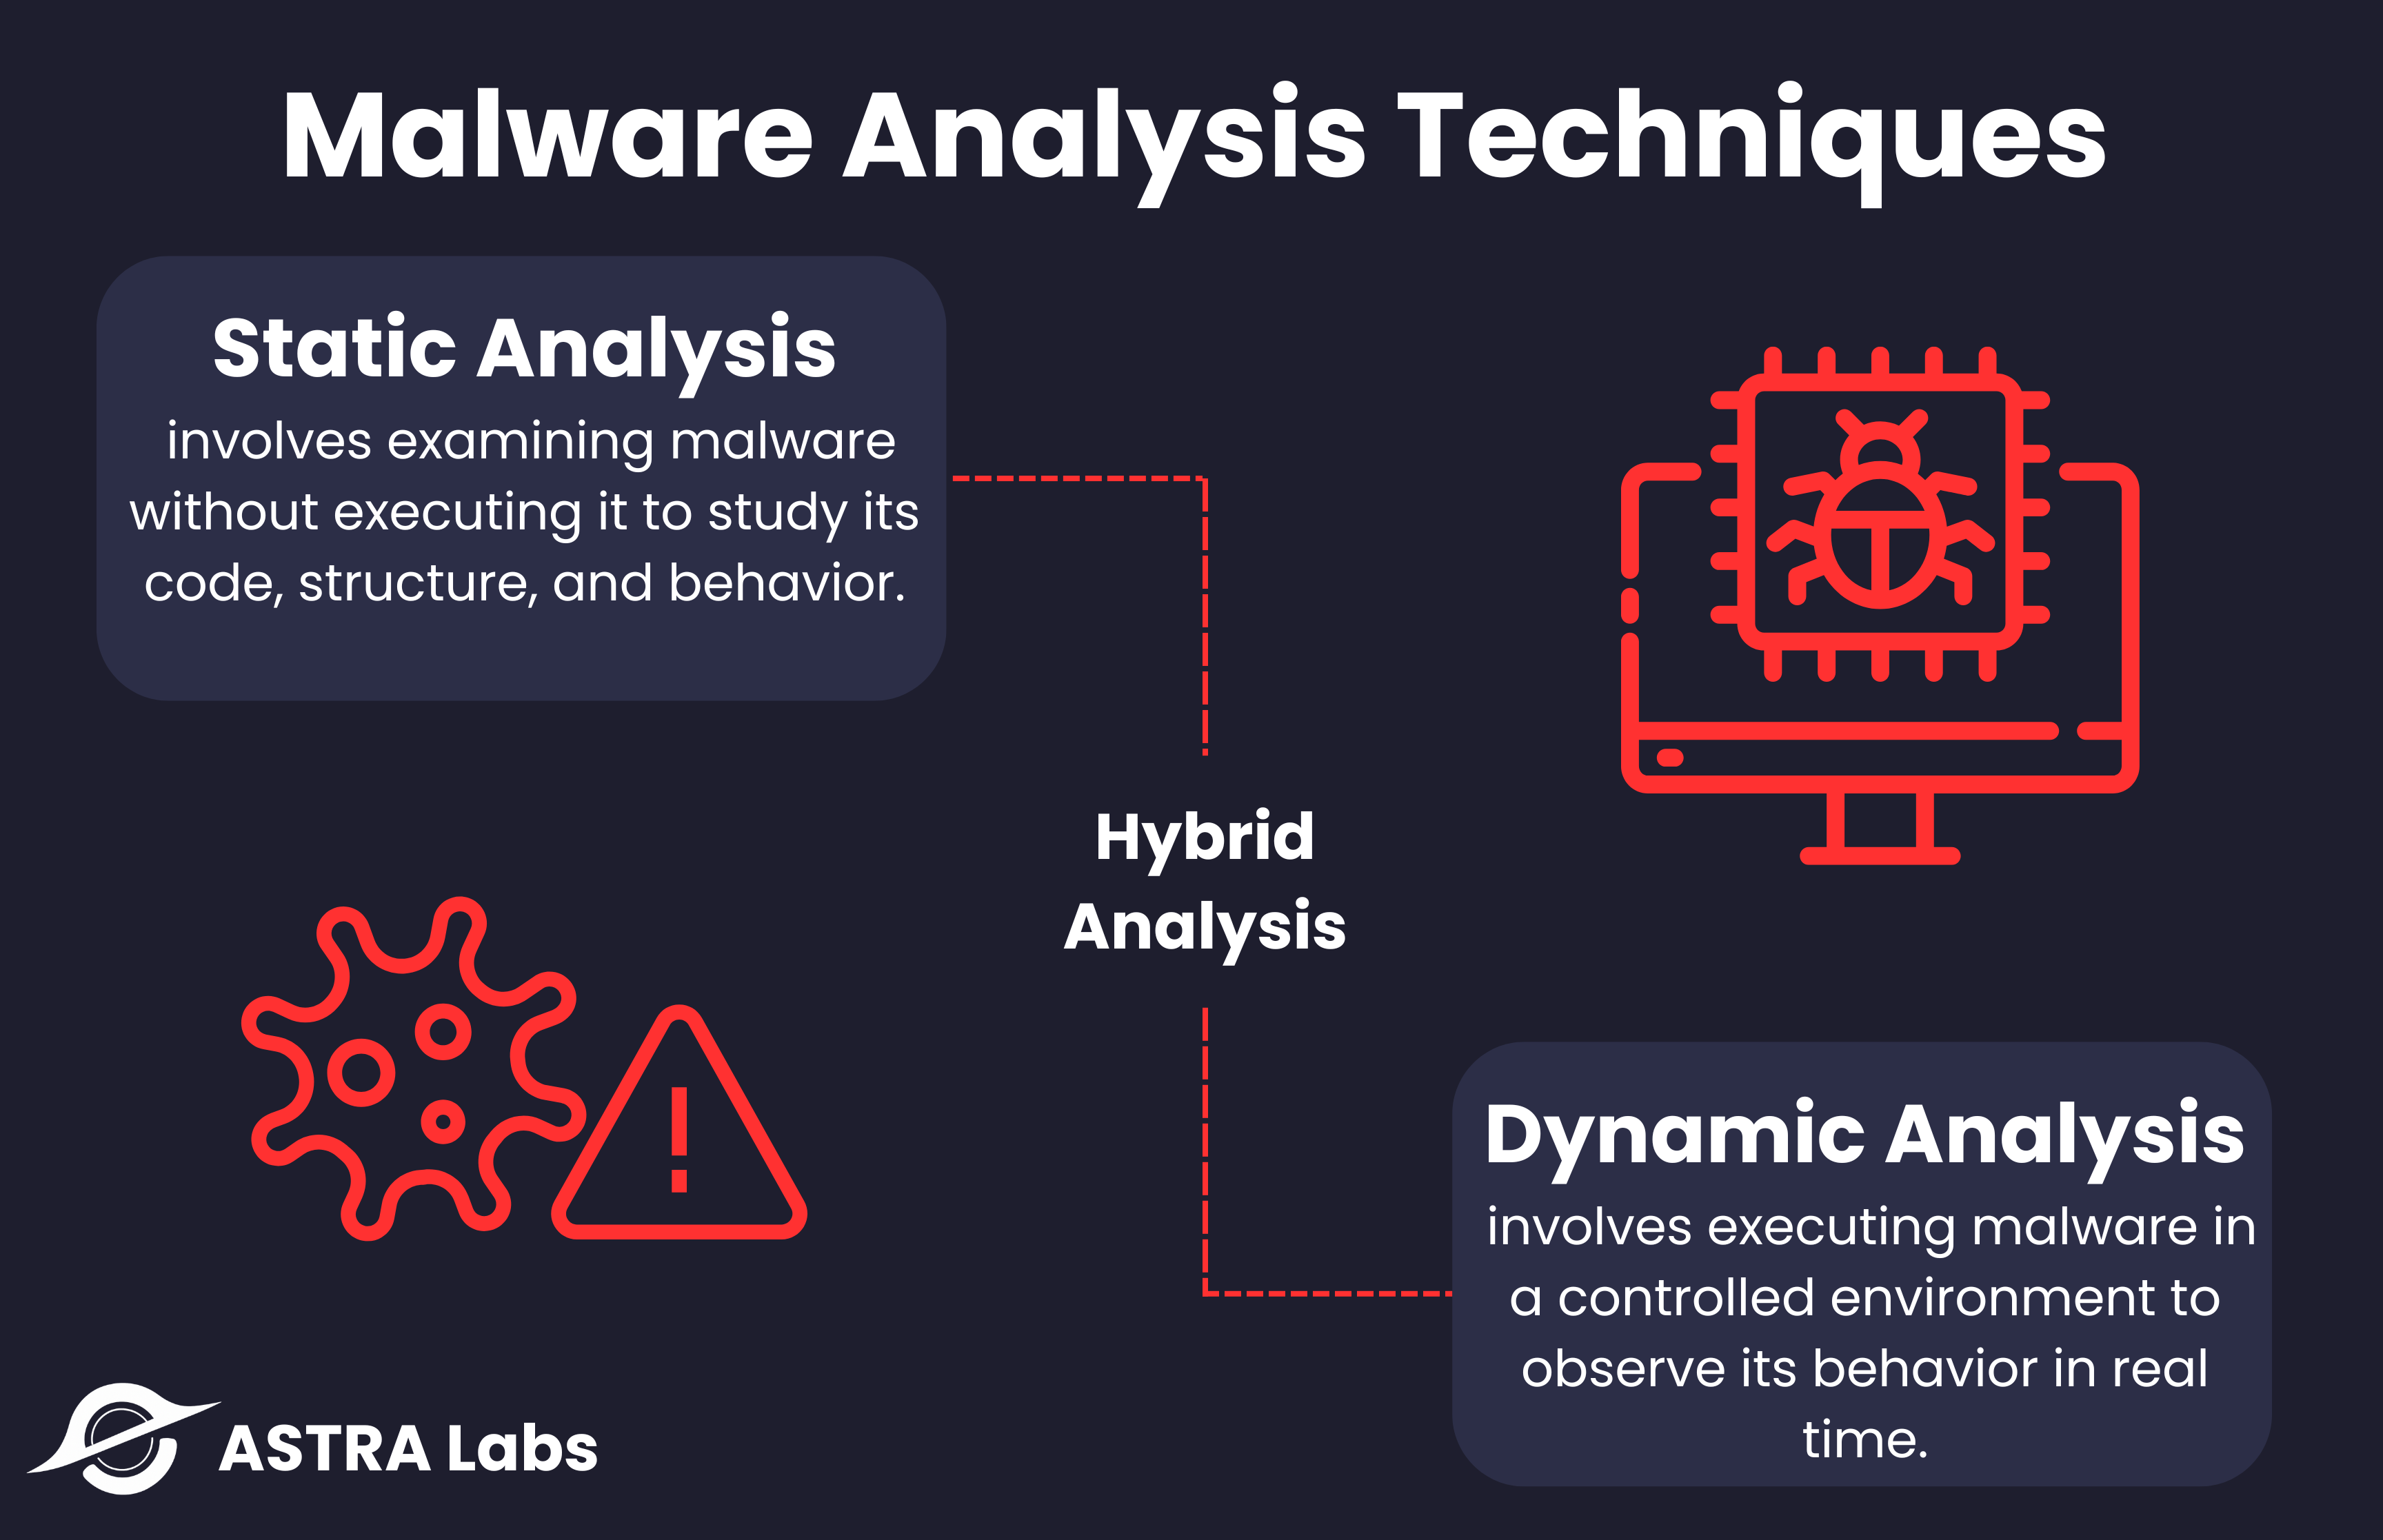 Malware Analysis Techniques
Static Analysis
involves examining malware
without executing it to study its
code, structure, and behavior.
Hybrid
Analysis
Dynamic Analysis
involves executing malware in
a controlled environment to
observe its behavior in real
time.
ASTRA Labs